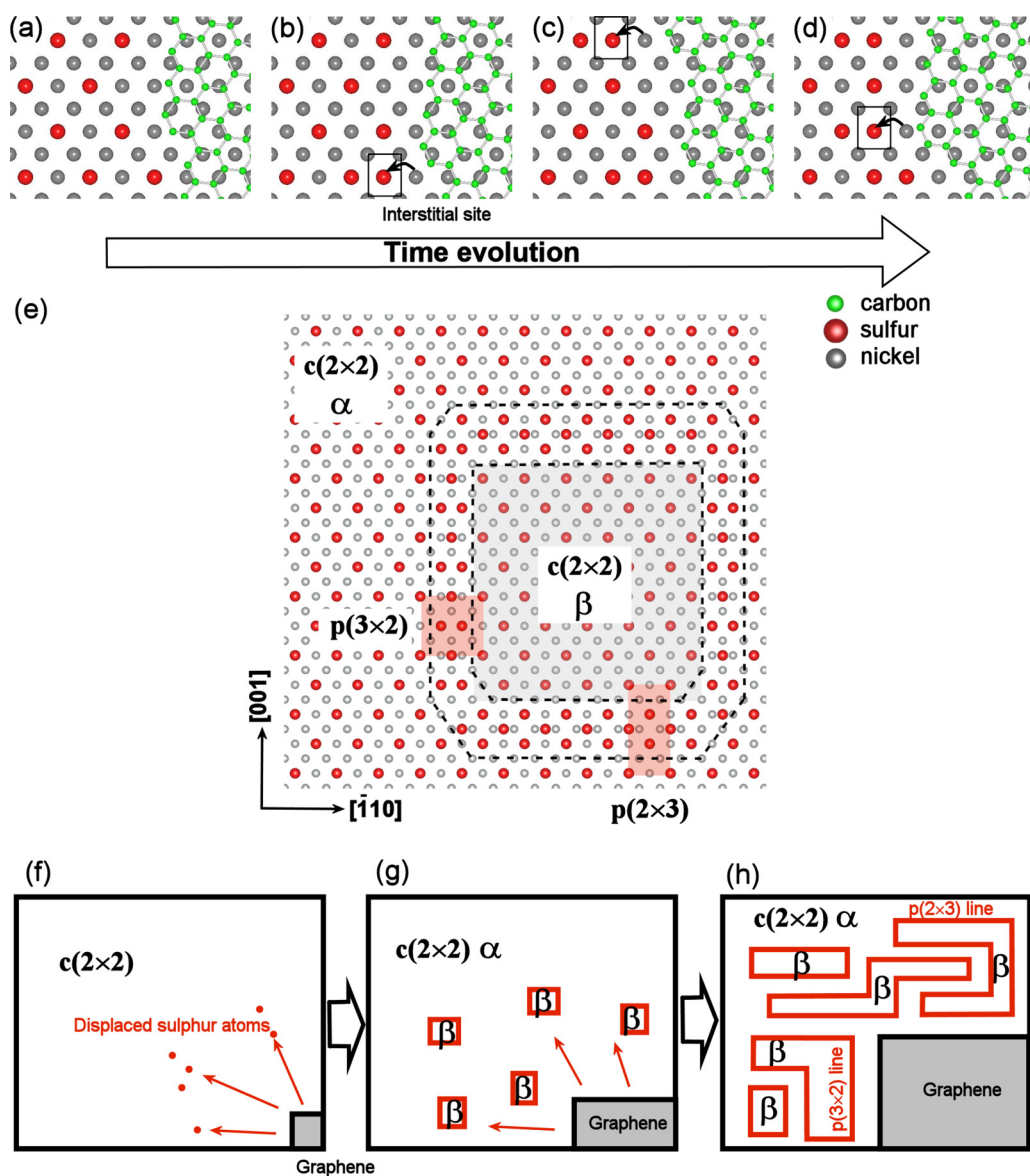 (a) (b) (c) (d)
Interstitial site
Time evolution
(e)
carbon
sulfur
nickel
c(2×2)
α
c(2×2)
β
p(3×2)
[001]
[1̄10]
p(2×3)
(f) (g) (h)
c(2×2)
Displaced sulphur atoms
Graphene
c(2×2) α
β
β
β
β
β
Graphene
c(2×2) α
p(2×3) line
β
β
β
β
β
p(3×2) line
Graphene